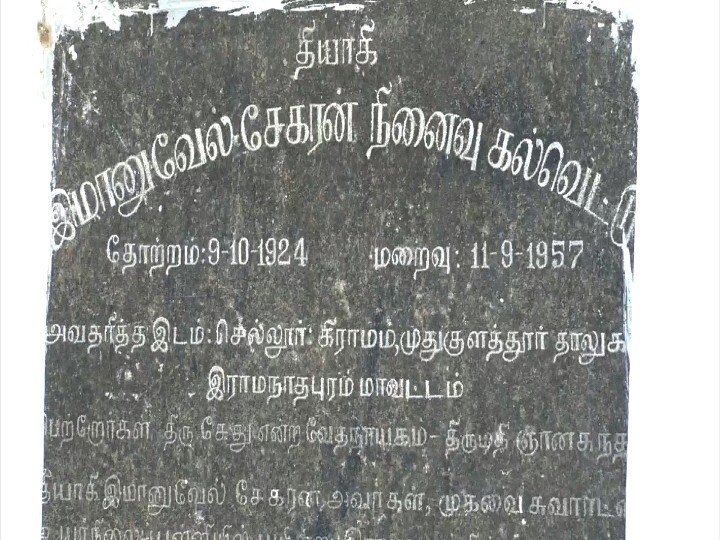 தியாகி
இமானுவேல் சேகரன் நினைவு கல்வெட்டு
தோற்றம்:9-10-1924 மறைவு: 11-9-1957
அவதரித்த இடம்: செல்லூர்: கிராமம்,முதுகுளத்தூர் தாலுக
இராமநாதபுரம் மாவட்டம்
பெற்றோர்கள் திரு சேது என்ற வேதநாயகம் - திருமதி ஞானசுந்த
தியாகி இமானுவேல் சேகரன் அவர்கள், முகவை சுவார்ட்ஸ்